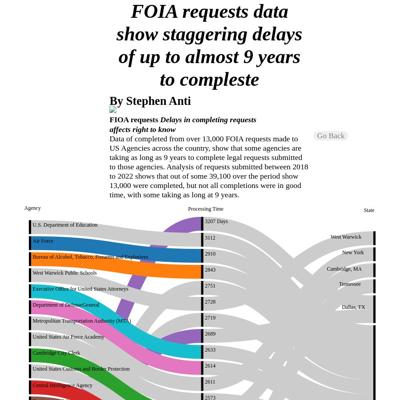 FOIA requests data
show staggering delays
of up to almost 9 years
to compleste
By Stephen Anti
FIOA requests Delays in completing requests
affects right to know
Data of completed from over 13,000 FOIA requests made to
US Agencies across the country, show that some agencies are
taking as long as 9 years to complete legal requests submitted
to those agencies. Analysis of requests submitted between 2018
to 2022 shows that out of some 39,100 over the period show
13,000 were completed, but not all completions were in good
time, with some taking as long as 9 years.
Go Back
Agency
Processing Time
State
U.S. Department of Education
Air Force
Bureau of Alcohol, Tobacco, Firearms and Explosives
West Warwick Public Schools
Executive Office for United States Attorneys
Department of Defense/General
Metropolitan Transportation Authority (MTA)
United States Air Force Academy
Cambridge City Clerk
United States Customs and Border Protection
Central Intelligence Agency
3207 Days
3112
2910
2843
2751
2728
2719
2689
2633
2614
2611
2573
West Warwick
New York
Cambridge, MA
Tennessee
Dallas, TX